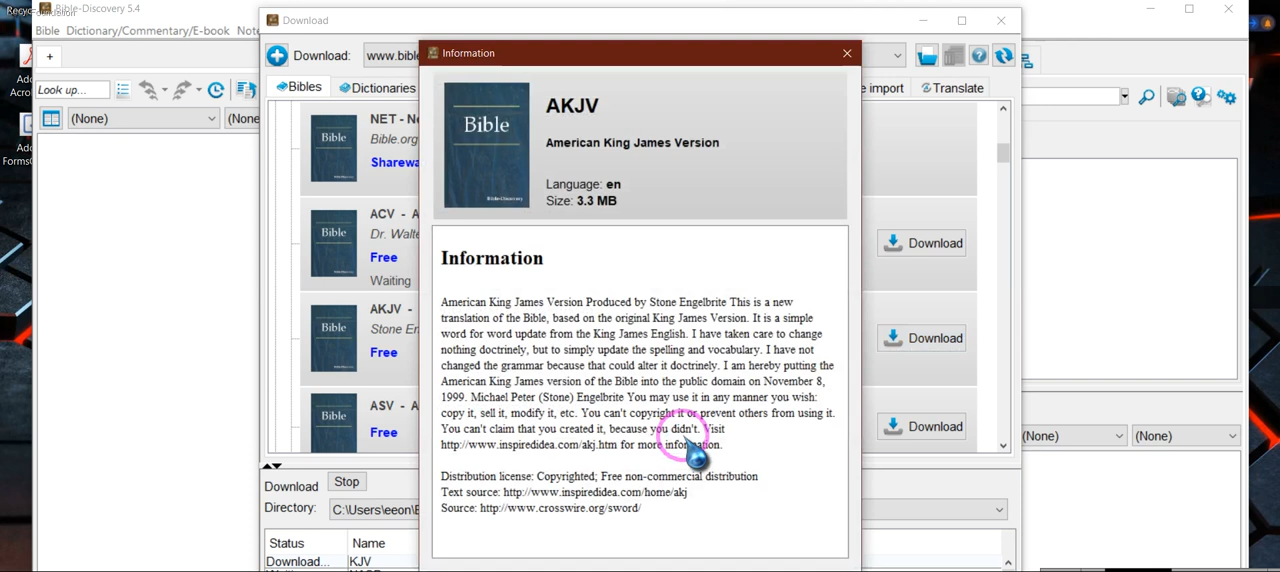 Bible-Discovery 5.4
Bible Dictionary/Commentary/E-book
Look up...
(None)
Download
Download:
Bibles
Dictionaries
import
Translate
Bible
NET -
Bible.org
Bible
ACV -
Dr.
Free
Waiting
Download
Bible
AKJV -
Free
Download
Bible
ASV -
Free
Download
Information
Bible
Bible-Discovery
AKJV
American King James Version
Language: en
Size: 3.3 MB
Information
American King James Version Produced by Stone Engelbrite This is a new
translation of the Bible, based on the original King James Version. It is a simple
word for word update from the King James English. I have taken care to change
nothing doctrinely, but to simply update the spelling and vocabulary. I have not
changed the grammar because that could alter it doctrinely. I am hereby putting the
American King James version of the Bible into the public domain on November 8,
1999. Michael Peter (Stone) Engelbrite You may use it in any manner you wish:
copy it, sell it, modify it, etc. You can't copyright it or prevent others from using it.
You can't claim that you created it, because you didn't. Visit
http://www.inspiredidea.com/akj.htm for more information.
Distribution license: Copyrighted; Free non-commercial distribution
Text source: http://www.inspiredidea.com/home/akj
Source: http://www.crosswire.org/sword/
Download Stop
Directory:
Status Name
Download... KJV
(None) (None)